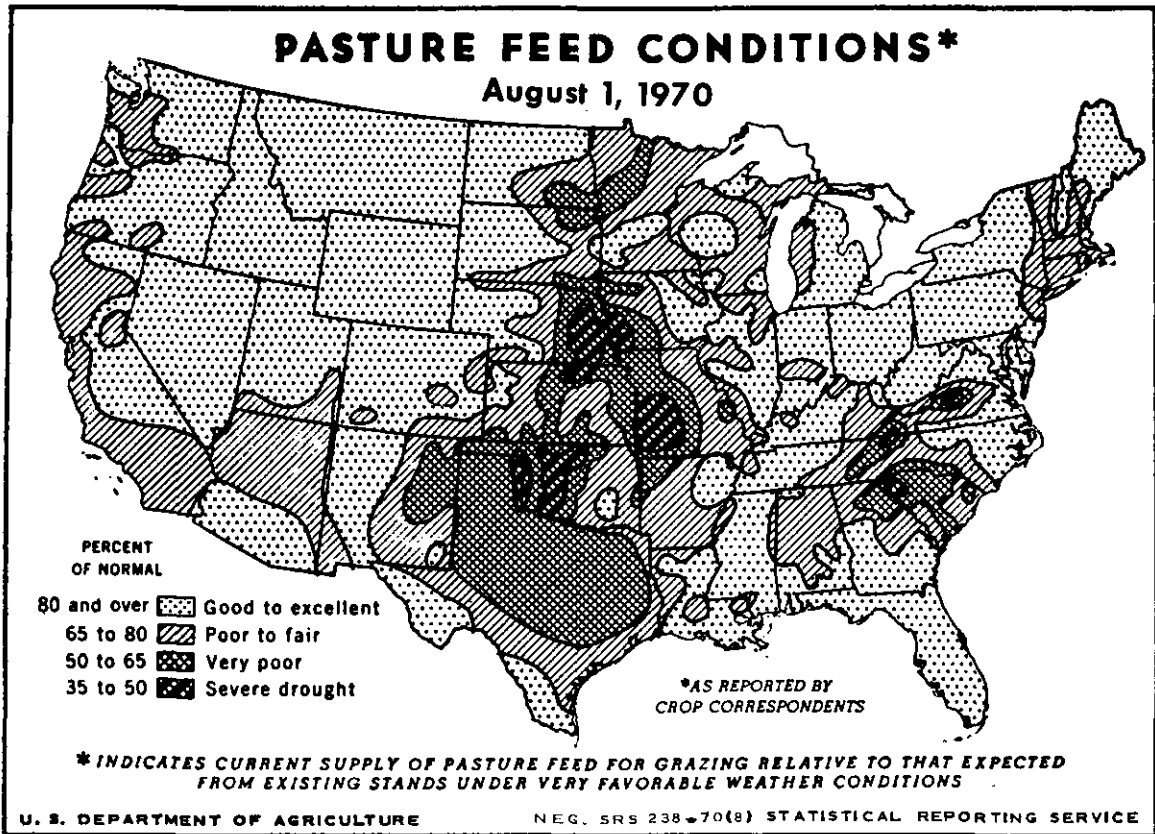 PASTURE FEED CONDITIONS*
August 1, 1970
PERCENT
OF NORMAL
80 and over Good to excellent
65 to 80 Poor to fair
50 to 65 Very poor
35 to 50 Severe drought
*AS REPORTED BY
CROP CORRESPONDENTS
* INDICATES CURRENT SUPPLY OF PASTURE FEED FOR GRAZING RELATIVE TO THAT EXPECTED
FROM EXISTING STANDS UNDER VERY FAVORABLE WEATHER CONDITIONS
U. S. DEPARTMENT OF AGRICULTURE NEG. SRS 238-70(8) STATISTICAL REPORTING SERVICE